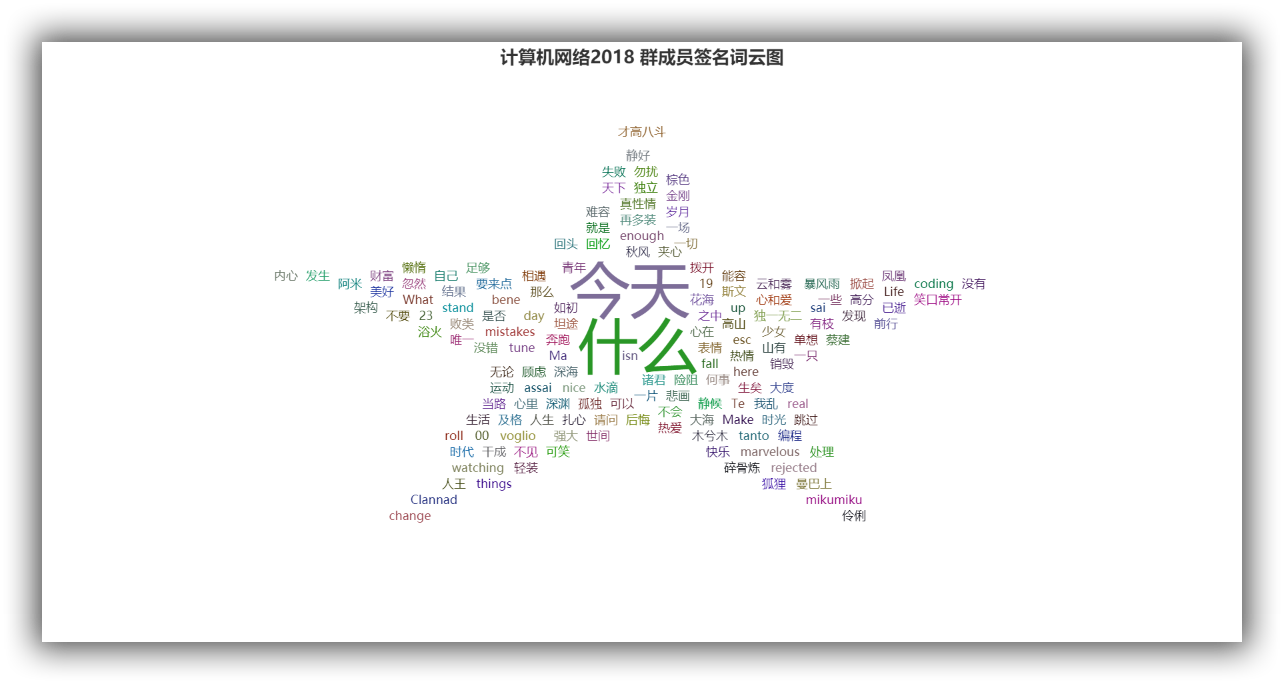 计算机网络2018 群成员签名词云图
才高八斗
静好
失败 勿扰 棕色
天下 独立 金刚
真性情
难容 再多装 岁月
就是 enough 一场
回头 回忆 秋风 夹心 一切
内心 发生 阿米 财富 懒惰 自己 足够 相遇 青年 今天 拨开 能容 云和雾 暴风雨 掀起 凤凰 coding 没有
美好 忽然 结果 要来点 那么 19 斯文 心和爱 一些 高分 Life 笑口常开
架构 What stand bene 如初 花海 up 独一无二 sai 已逝
不要 23 是否 day 坦途 什么 之中 高山 有枝 发现 前行
浴火 败类 mistakes 奔跑 心在 esc 少女 单想 蔡建
唯一 没错 tune Ma isn 表情 热情 山有 一只
无论 顾虑 深海 fall here 销毁
运动 assai nice 水滴 诸君 险阻 何事 生矣 大度
当路 心里 深渊 孤独 可以 一片 悲画 静候 Te 我乱 real
生活 及格 人生 扎心 请问 后悔 不会 大海 Make 时光 跳过
roll 00 voglio 强大 世间 热爱 木兮木 tanto 编程
时代 干成 不见 可笑 快乐 marvelous 处理
watching 轻装 碎骨炼 rejected
人王 things 狐狸 曼巴上
Clannad mikumiku
change 伶俐